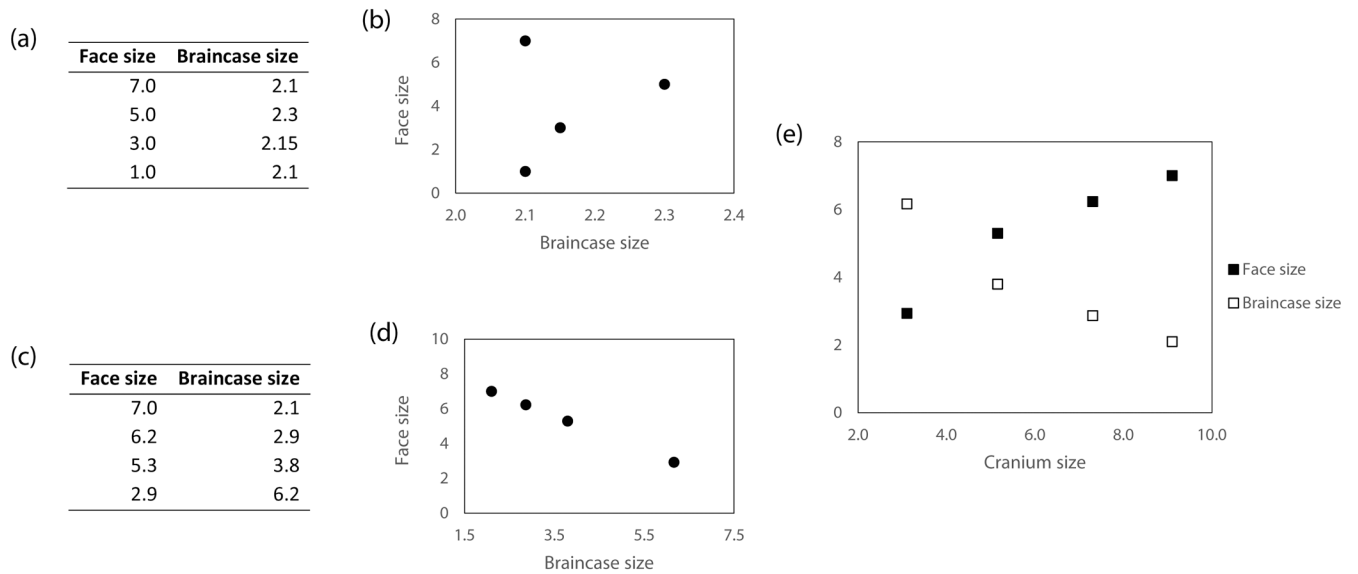 (a)
Face size Braincase size
7.0 2.1
5.0 2.3
3.0 2.15
1.0 2.1
(b)
8
6
4
2
0
Face size
2.0 2.1 2.2 2.3 2.4
Braincase size
(c)
Face size Braincase size
7.0 2.1
6.2 2.9
5.3 3.8
2.9 6.2
(d)
10
8
6
4
2
0
Face size
1.5 3.5 5.5 7.5
Braincase size
(e)
8
6
4
2
0
2.0 4.0 6.0 8.0 10.0
Cranium size
Face size
Braincase size